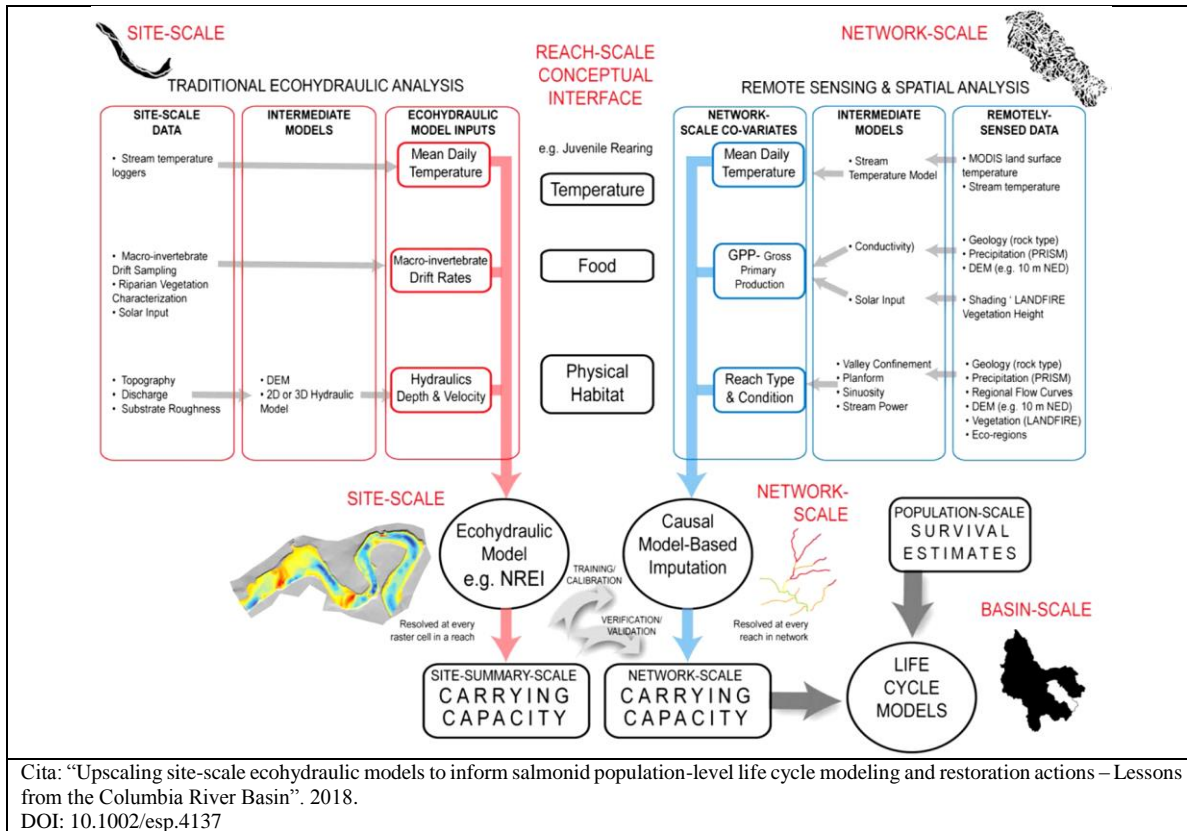 SITE-SCALE
NETWORK-SCALE
REACH-SCALE
CONCEPTUAL
INTERFACE
TRADITIONAL ECOHYDRAULIC ANALYSIS
REMOTE SENSING & SPATIAL ANALYSIS
SITE-SCALE
DATA
• Stream temperature
loggers
• Macro-invertebrate
Drift Sampling
• Riparian Vegetation
Characterization
• Solar Input
• Topography
• Discharge
• Substrate Roughness
INTERMEDIATE
MODELS
• DEM
• 2D or 3D Hydraulic
Model
ECOHYDRAULIC
MODEL INPUTS
Mean Daily
Temperature
Macro-invertebrate
Drift Rates
Hydraulics
Depth & Velocity
e.g. Juvenile Rearing
Temperature
Food
Physical
Habitat
NETWORK-
SCALE CO-VARIATES
Mean Daily
Temperature
GPP- Gross
Primary
Production
Reach Type
& Condition
INTERMEDIATE
MODELS
• Stream
Temperature Model
• Conductivity)
• Solar Input
• Valley Confinement
• Planform
• Sinuosity
• Stream Power
REMOTELY-
SENSED DATA
• MODIS land surface
temperature
• Stream temperature
• Geology (rock type)
• Precipitation (PRISM)
• DEM (e.g. 10 m NED)
• Shading ' LANDFIRE
Vegetation Height
• Geology (rock type)
• Precipitation (PRISM)
• Regional Flow Curves
• DEM (e.g. 10 m NED)
• Vegetation (LANDFIRE)
• Eco-regions
SITE-SCALE
Ecohydraulic
Model
e.g. NREI
Resolved at every
raster cell in a reach
TRAINING/
CALIBRATION
VERIFICATION/
VALIDATION
Causal
Model-Based
Imputation
NETWORK-
SCALE
Resolved at every
reach in network
POPULATION-SCALE
SURVIVAL
ESTIMATES
BASIN-SCALE
SITE-SUMMARY-SCALE
CARRYING
CAPACITY
NETWORK-SCALE
CARRYING
CAPACITY
LIFE
CYCLE
MODELS
Cita: “Upscaling site-scale ecohydraulic models to inform salmonid population-level life cycle modeling and restoration actions – Lessons
from the Columbia River Basin”. 2018.
DOI: 10.1002/esp.4137